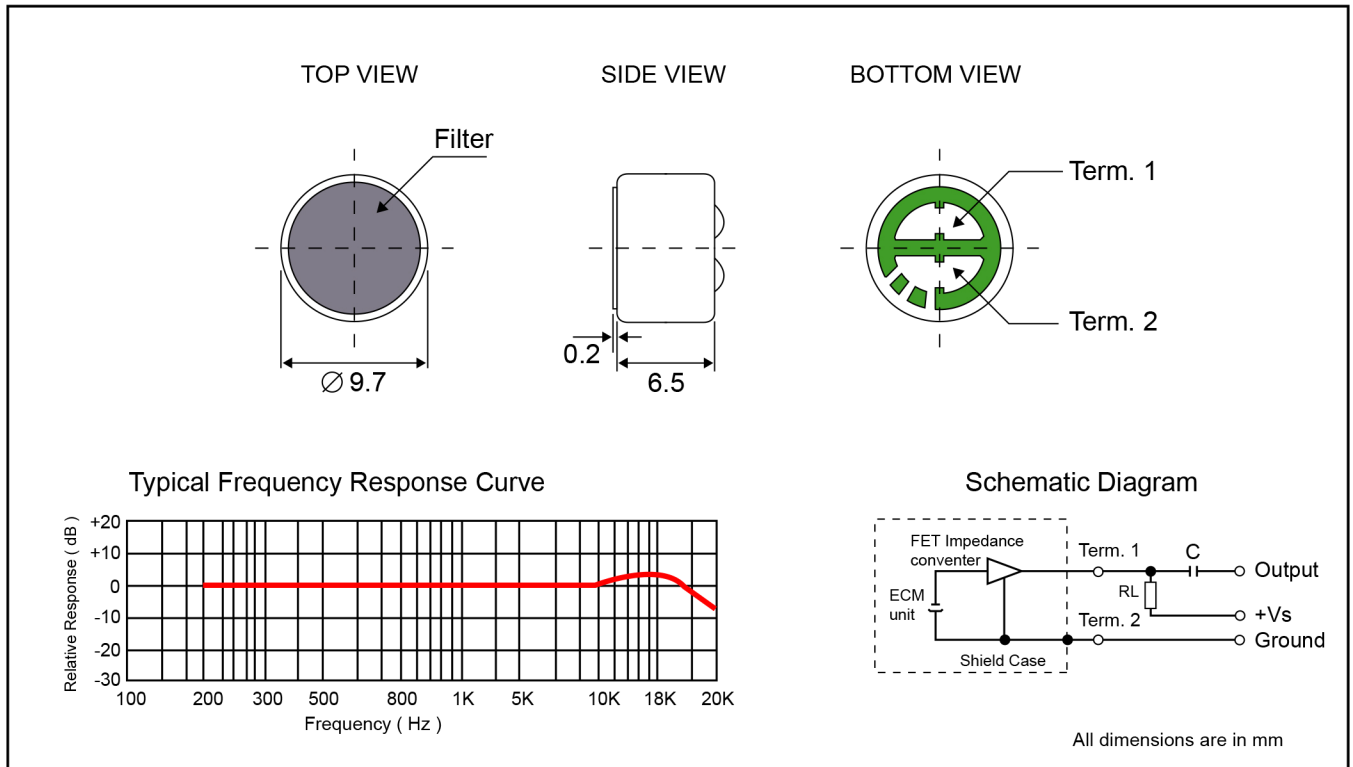 TOP VIEW
SIDE VIEW
BOTTOM VIEW
Filter
Term. 1
Term. 2
0.2
6.5
∅ 9.7
Typical Frequency Response Curve
Relative Response ( dB )
+20
+10
0
-10
-20
-30
100 200 300 500 800 1K 5K 10K 18K 20K
Frequency ( Hz )
Schematic Diagram
FET Impedance
conventer
ECM
unit
Shield Case
Term. 1
C
Output
RL
+Vs
Term. 2
Ground
All dimensions are in mm